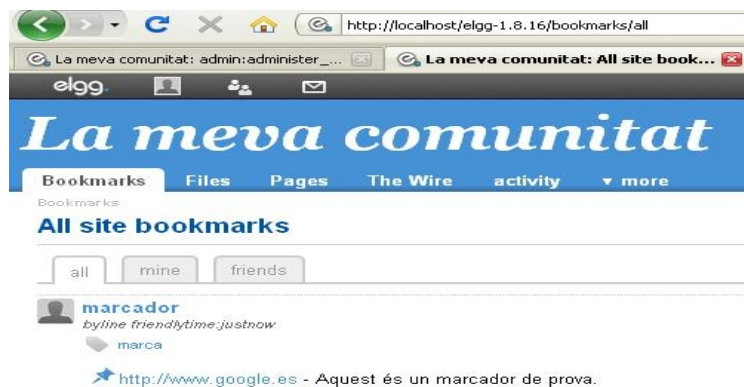 http://localhost/elgg-1.8.16/bookmarks/all
La meva comunitat: admin:administer_... La meva comunitat: All site book...
elgg.
La meva comunitat
Bookmarks Files Pages The Wire activity ▾ more
Bookmarks
All site bookmarks
all mine friends
marcador
byline friendlytime:justnow
marca
http://www.google.es - Aquest és un marcador de prova.